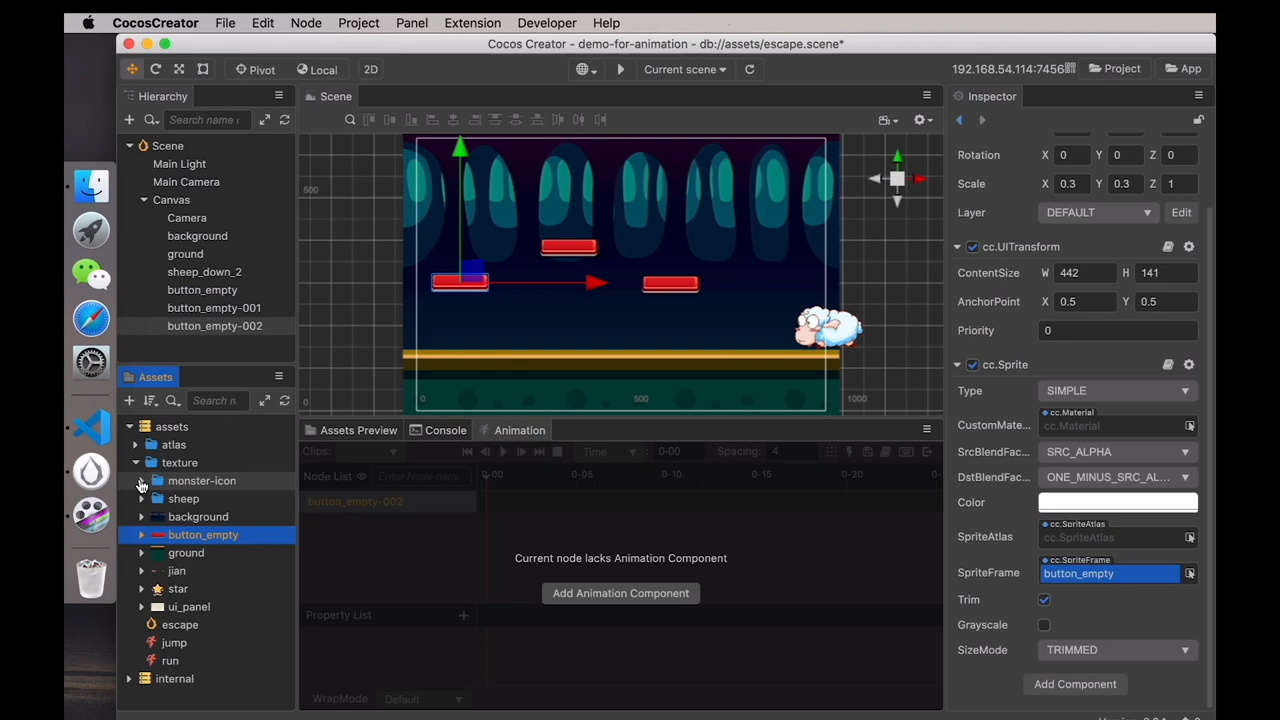 CocosCreator File Edit Node Project Panel Extension Developer Help
Cocos Creator - demo-for-animation - db://assets/escape.scene*
Pivot Local 2D Current scene 192.168.54.114:7456 Project App
Hierarchy
Search name (
Scene
Main Light
Main Camera
Canvas
Camera
background
ground
sheep_down_2
button_empty
button_empty-001
button_empty-002
Scene
500
0
0
500
1000
Assets
Search n
assets
atlas
texture
monster-icon
sheep
background
button_empty
ground
jian
star
ui_panel
escape
jump
run
internal
Assets Preview Console Animation
Clips: Time 0-00 Spacing: 4
Node List Enter node name 0-00 0-05 0-10 0-15
button_empty-002
Current node lacks Animation Component
Add Animation Component
Property List
WrapMode Default
Inspector
Rotation X 0 Y 0 Z 0
Scale X 0.3 Y 0.3 Z 1
Layer DEFAULT Edit
cc.UITransform
ContentSize W 442 H 141
AnchorPoint X 0.5 Y 0.5
Priority 0
cc.Sprite
Type SIMPLE
cc.Material
CustomMate... cc.Material
SrcBlendFac... SRC_ALPHA
DstBlendFac... ONE_MINUS_SRC_AL...
Color
cc.SpriteAtlas
SpriteAtlas cc.SpriteAtlas
cc.SpriteFrame
SpriteFrame button_empty
Trim
Grayscale
SizeMode TRIMMED
Add Component